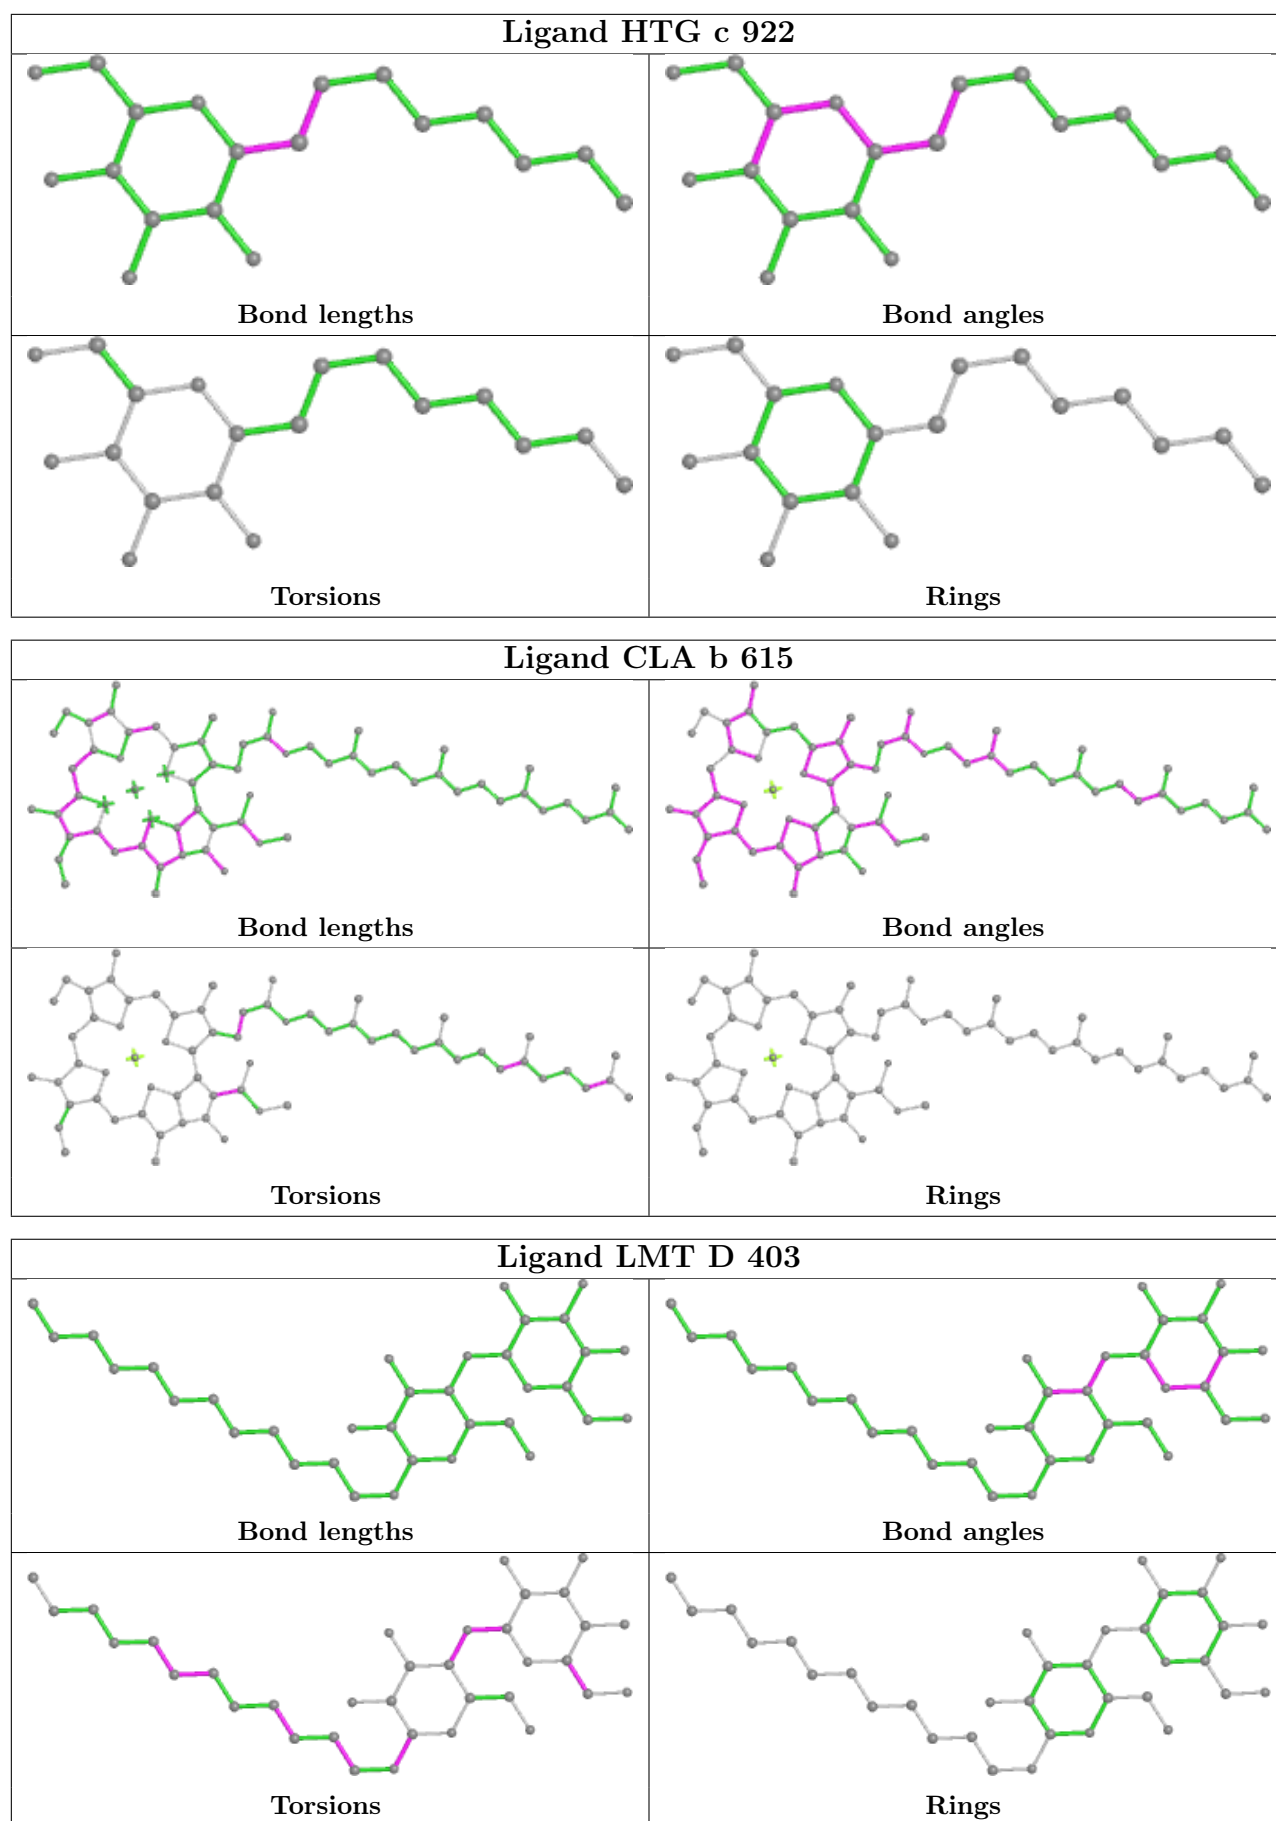 Ligand HTG c 922
Bond lengths
Bond angles
Torsions
Rings
Ligand CLA b 615
Bond lengths
Bond angles
Torsions
Rings
Ligand LMT D 403
Bond lengths
Bond angles
Torsions
Rings